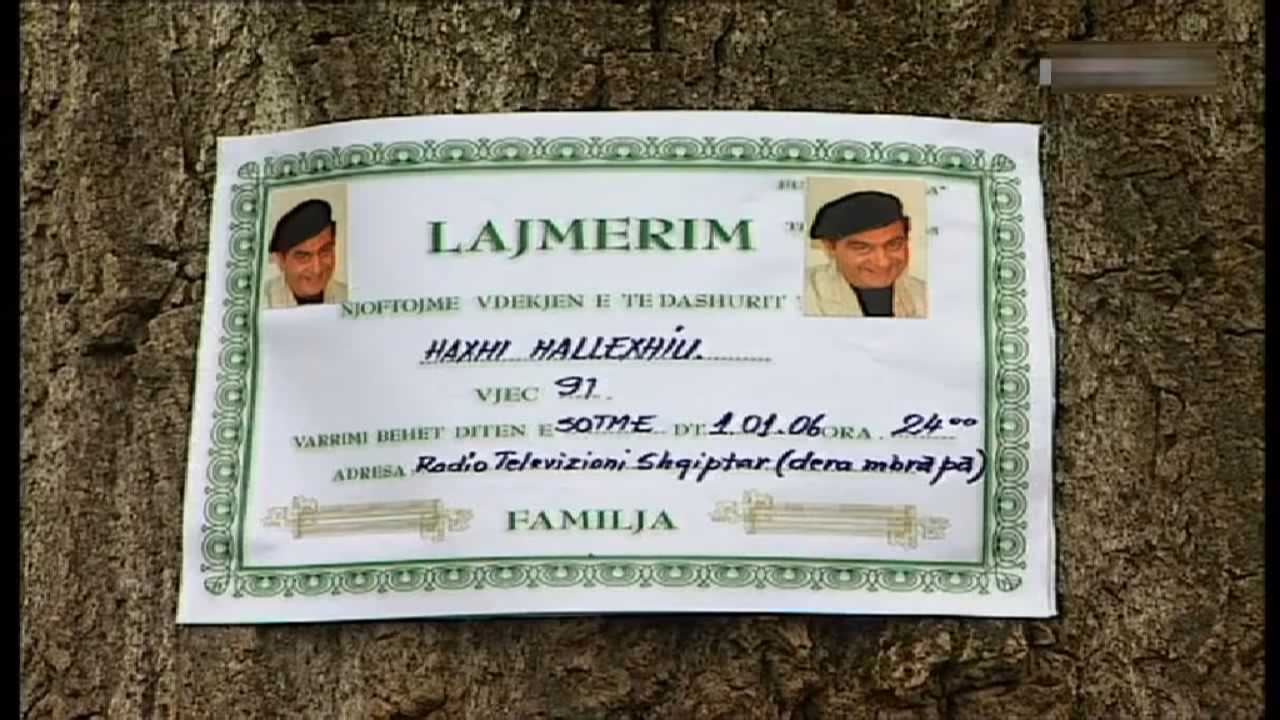 LAJMERIM
NJOFTOJME VDEKJEN E TE DASHURIT
HAXHI HALLEXHIU.
VJEC 91
VARRIMI BEHET DITEN E SOTME DT. 1.01.06 ORA 24⁰⁰
ADRESA Radio Televizioni Shqiptar (dera mbrapa)
FAMILJA